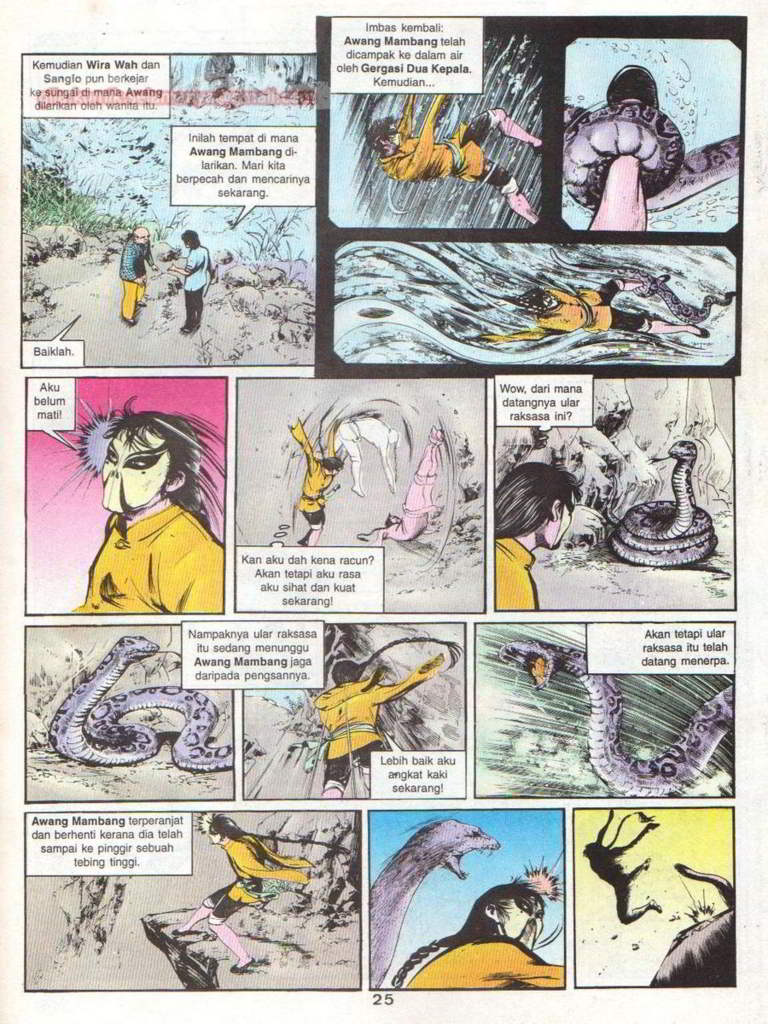 Kemudian Wira Wah dan
Sanglo pun berkejar
ke sungai di mana Awang
dilarikan oleh wanita itu.
Inilah tempat di mana
Awang Mambang di-
larikan. Mari kita
berpecah dan mencarinya
sekarang.
Baiklah.
Imbas kembali:
Awang Mambang telah
dicampak ke dalam air
oleh Gergasi Dua Kepala.
Kemudian...
Aku
belum
mati!
Kan aku dah kena racun?
Akan tetapi aku rasa
aku sihat dan kuat
sekarang!
Wow, dari mana
datangnya ular
raksasa ini?
Nampaknya ular raksasa
itu sedang menunggu
Awang Mambang jaga
daripada pengsannya.
Lebih baik aku
angkat kaki
sekarang!
Akan tetapi ular
raksasa itu telah
datang menerpa.
Awang Mambang terperanjat
dan berhenti kerana dia telah
sampai ke pinggir sebuah
tebing tinggi.
25